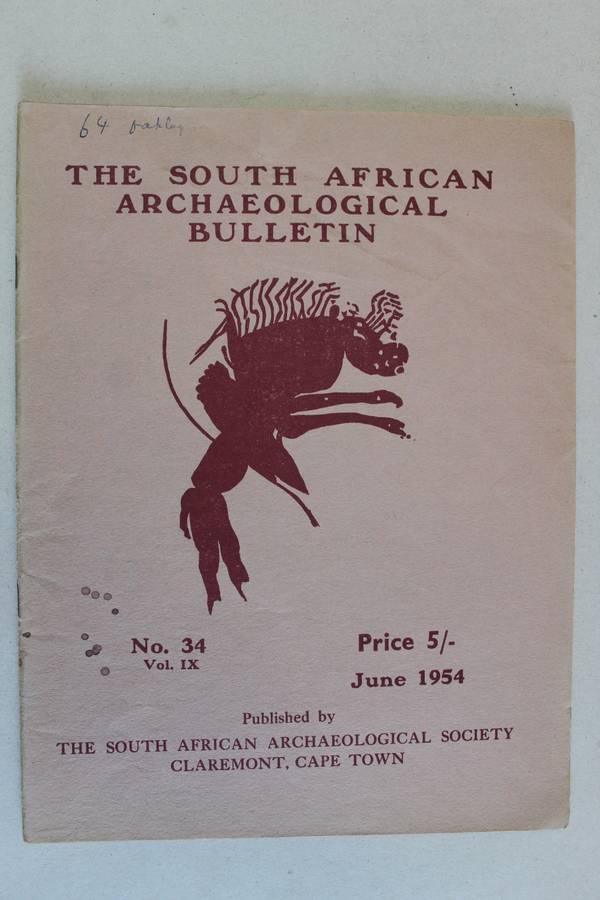 64 Oakley
THE SOUTH AFRICAN
ARCHAEOLOGICAL
BULLETIN
No. 34
Vol. IX
Price 5/-
June 1954
Published by
THE SOUTH AFRICAN ARCHAEOLOGICAL SOCIETY
CLAREMONT, CAPE TOWN